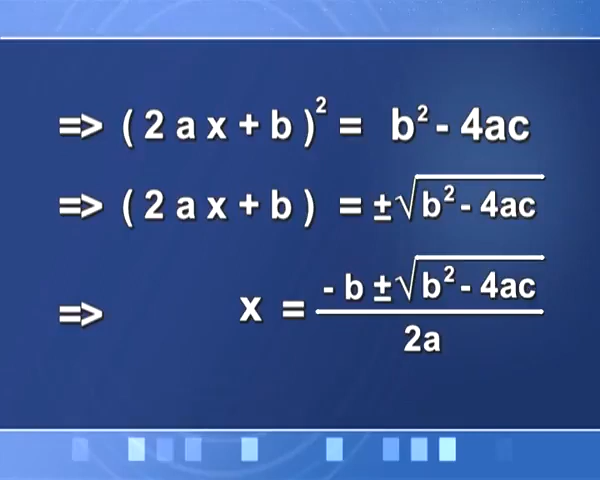 => ( 2 a x + b )² = b² - 4ac
=> ( 2 a x + b ) = ±√b² - 4ac
=> x = - b ±√b² - 4ac / 2a